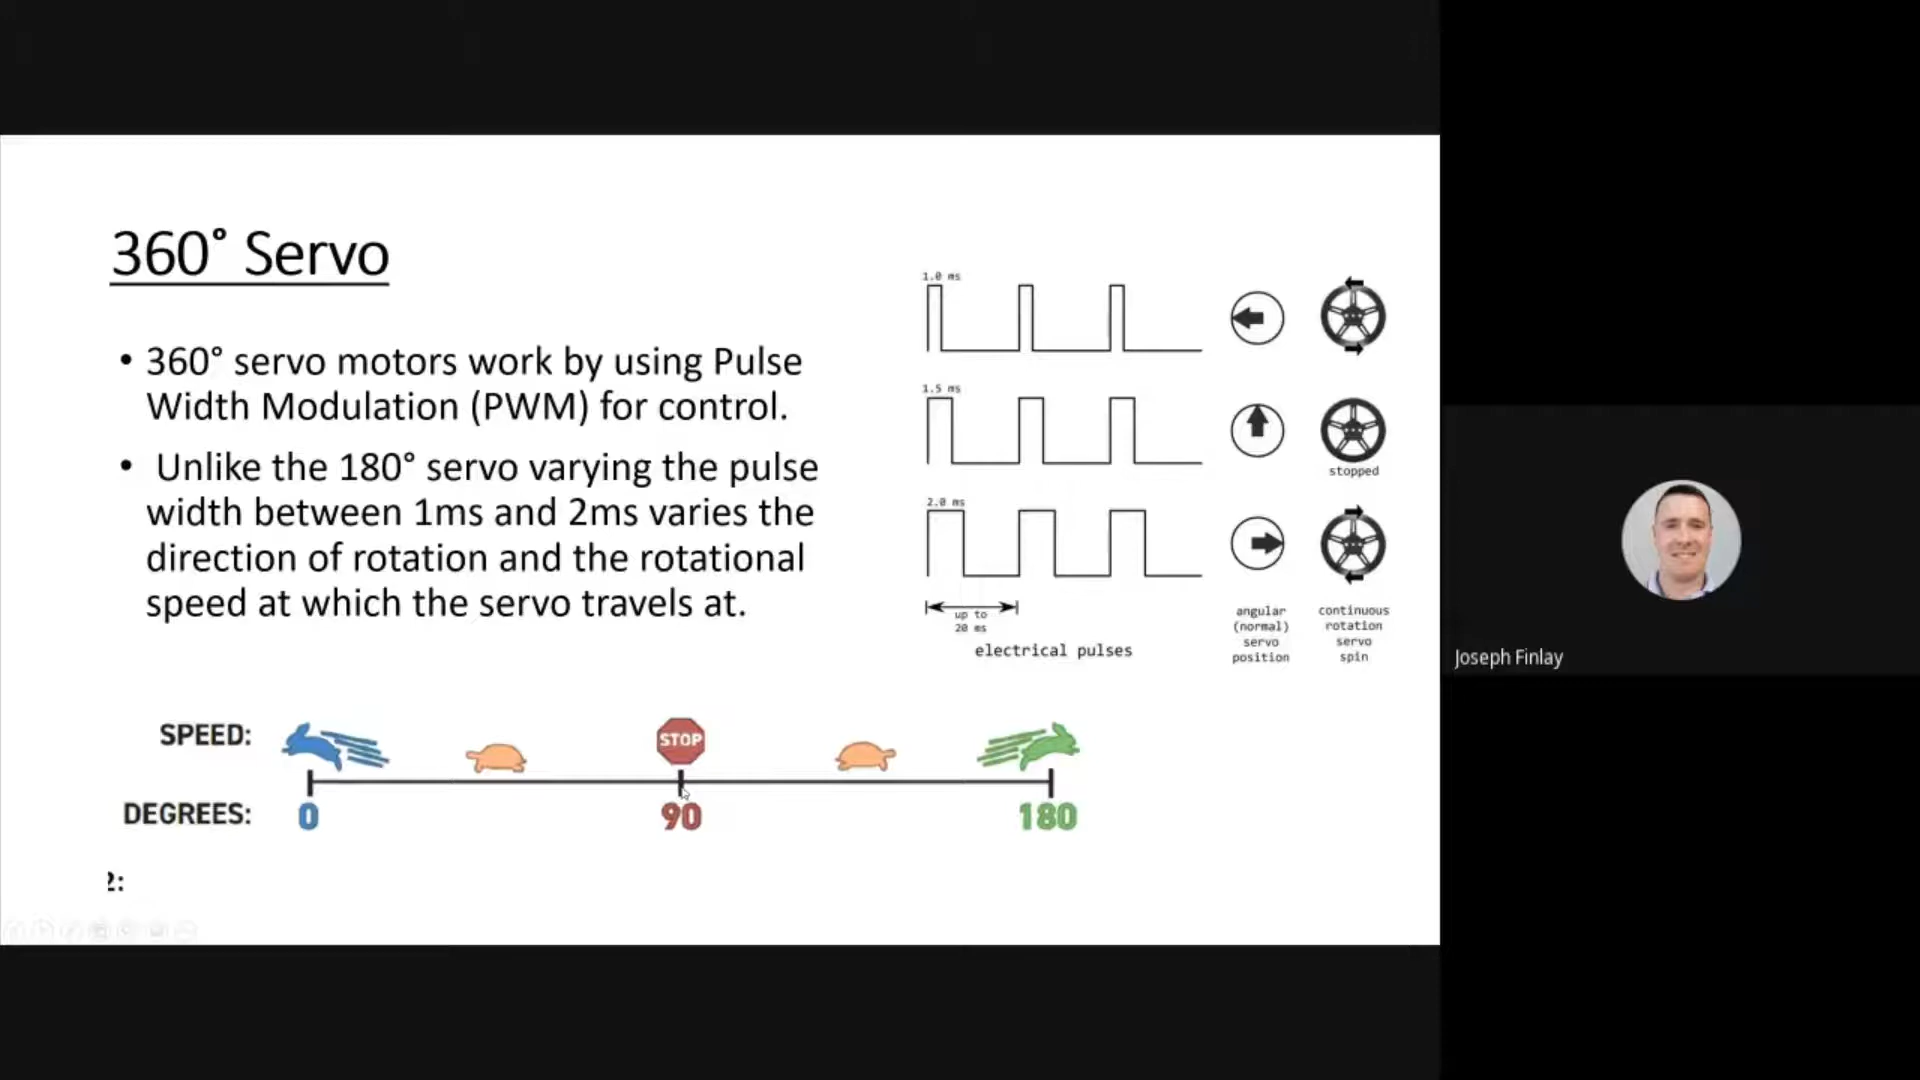 360° Servo
• 360° servo motors work by using Pulse
Width Modulation (PWM) for control.
• Unlike the 180° servo varying the pulse
width between 1ms and 2ms varies the
direction of rotation and the rotational
speed at which the servo travels at.
1.0 ms
1.5 ms
stopped
2.0 ms
up to
20 ms
electrical pulses
angular
(normal)
servo
position
continuous
rotation
servo
spin
SPEED:
STOP
DEGREES:
0
90
180
2:
Joseph Finlay